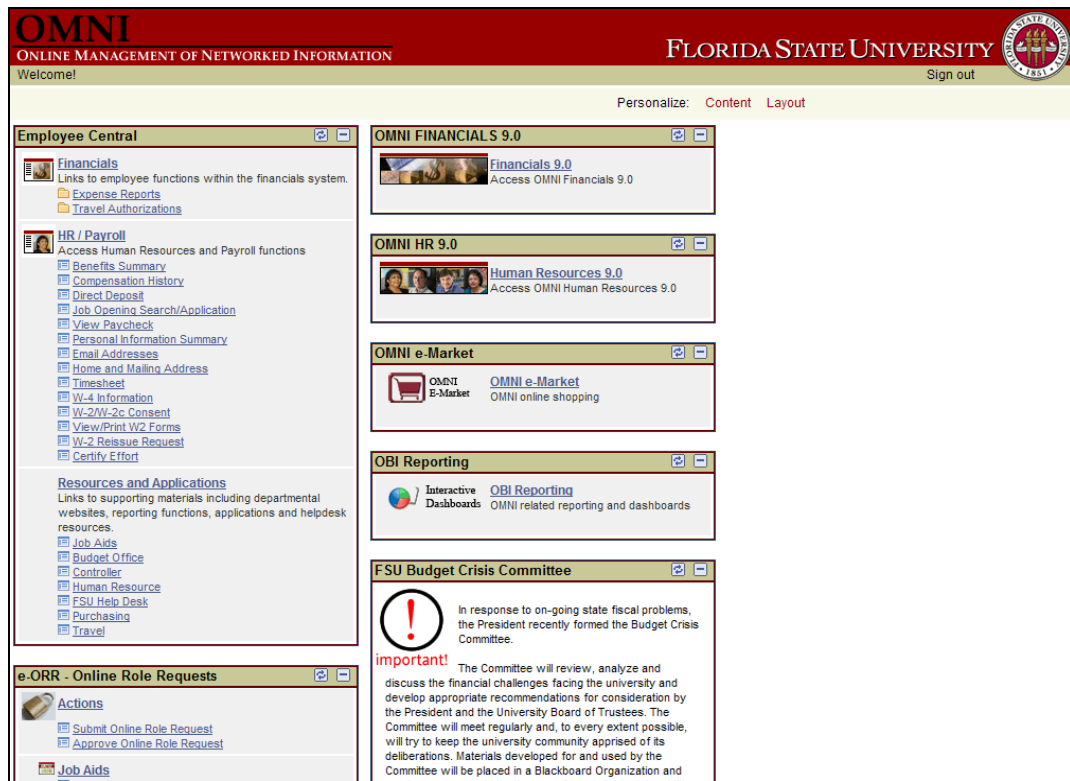 OMNI
ONLINE MANAGEMENT OF NETWORKED INFORMATION
FLORIDA STATE UNIVERSITY
FLORIDA STATE UNIVERSITY
1851
Welcome!
Sign out
Personalize: Content Layout
Employee Central
Financials
Links to employee functions within the financials system.
Expense Reports
Travel Authorizations
HR / Payroll
Access Human Resources and Payroll functions
Benefits Summary
Compensation History
Direct Deposit
Job Opening Search/Application
View Paycheck
Personal Information Summary
Email Addresses
Home and Mailing Address
Timesheet
W-4 Information
W-2/W-2c Consent
View/Print W2 Forms
W-2 Reissue Request
Certify Effort
Resources and Applications
Links to supporting materials including departmental
websites, reporting functions, applications and helpdesk
resources.
Job Aids
Budget Office
Controller
Human Resource
FSU Help Desk
Purchasing
Travel
e-ORR - Online Role Requests
Actions
Submit Online Role Request
Approve Online Role Request
Job Aids
OMNI FINANCIALS 9.0
Financials 9.0
Access OMNI Financials 9.0
OMNI HR 9.0
Human Resources 9.0
Access OMNI Human Resources 9.0
OMNI e-Market
OMNI
E-Market
OMNI e-Market
OMNI online shopping
OBI Reporting
Interactive
Dashboards
OBI Reporting
OMNI related reporting and dashboards
FSU Budget Crisis Committee
important!
In response to on-going state fiscal problems,
the President recently formed the Budget Crisis
Committee.
The Committee will review, analyze and
discuss the financial challenges facing the university and
develop appropriate recommendations for consideration by
the President and the University Board of Trustees. The
Committee will meet regularly and, to every extent possible,
will try to keep the university community apprised of its
deliberations. Materials developed for and used by the
Committee will be placed in a Blackboard Organization and